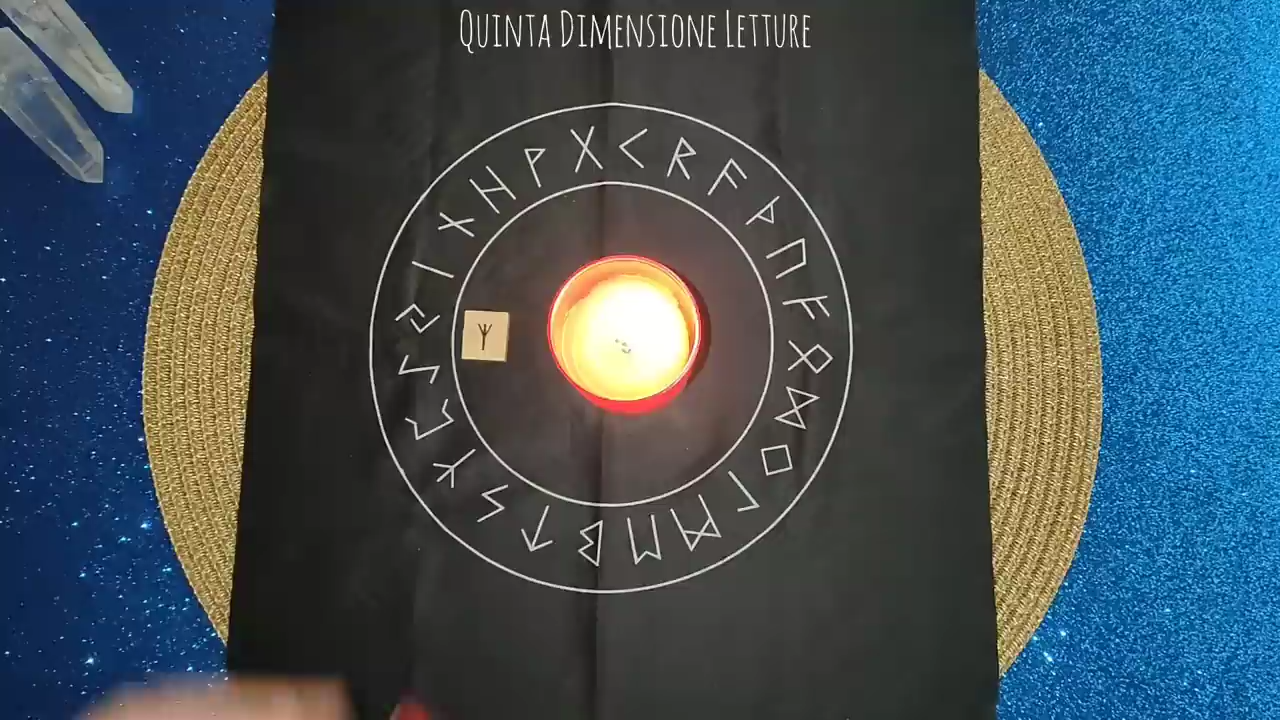 QUINTA DIMENSIONE LETTURE
ᚠ ᚢ ᚦ ᚨ ᚱ ᚲ ᚷ ᚹ ᚺ ᚾ ᛁ ᛃ ᛇ ᛈ ᛉ ᛋ ᛏ ᛒ ᛖ ᛗ ᛚ ᛜ ᛞ ᛟ
ᛉ